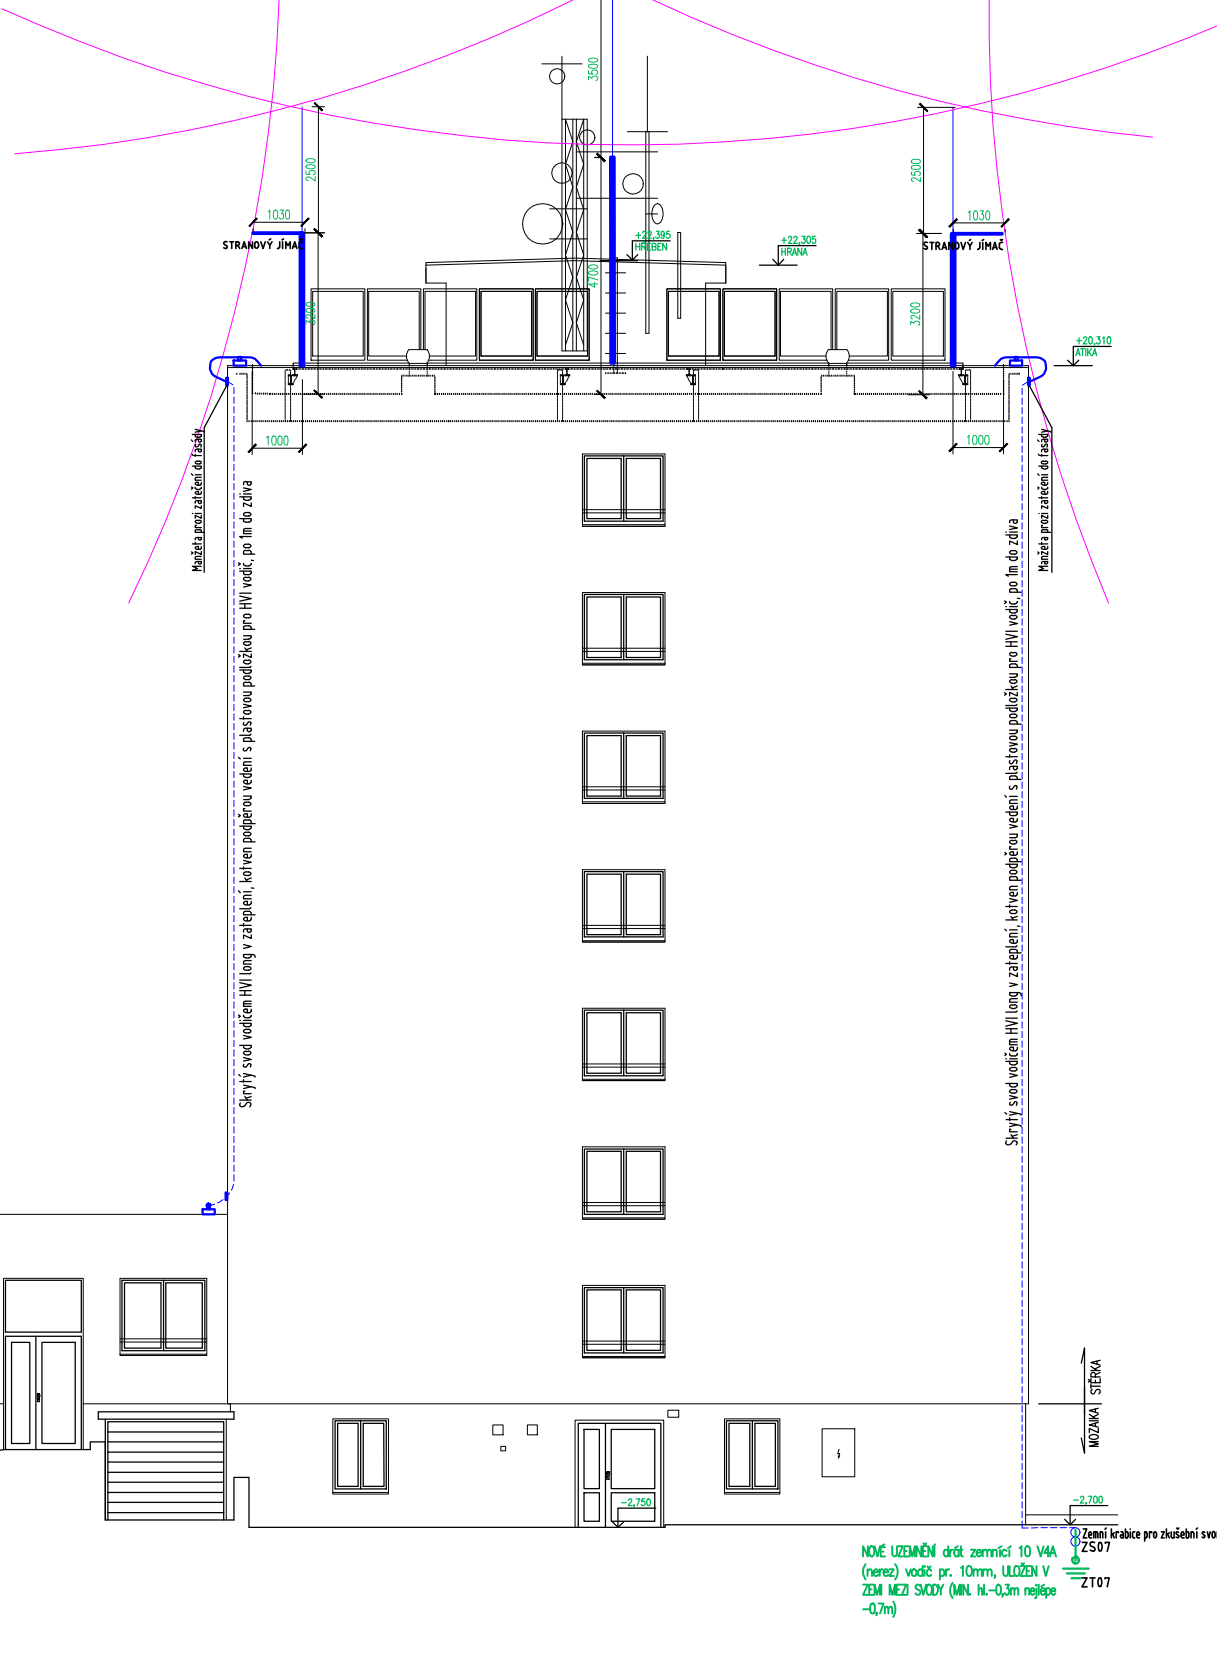 3500
2500
2500
1030
1030
STRANOVÝ JÍMAČ
STRANOVÝ JÍMAČ
+22,395
HŘEBEN
+22,305
HRANA
4700
3200
3200
+20,310
ATIKA
1000
1000
Manžeta prozi zatečení do fasády
Manžeta prozi zatečení do fasády
Skrytý svod vodičem HVI long v zateplení, kotven podpěrou vedení s plastovou podložkou pro HVI vodič, po 1m do zdiva
Skrytý svod vodičem HVI long v zateplení, kotven podpěrou vedení s plastovou podložkou pro HVI vodič, po 1m do zdiva
STĚRKA
MOZAIKA
-2,750
-2,700
Zemní krabice pro zkušební svo
ZS07
ZT07
NOVÉ UZEMNĚNÍ drát zemnící 10 V4A
(nerez) vodič pr. 10mm, ULOŽEN V
ZEMI MEZI SVODY (MIN. hl.-0,3m nejlépe
-0,7m)